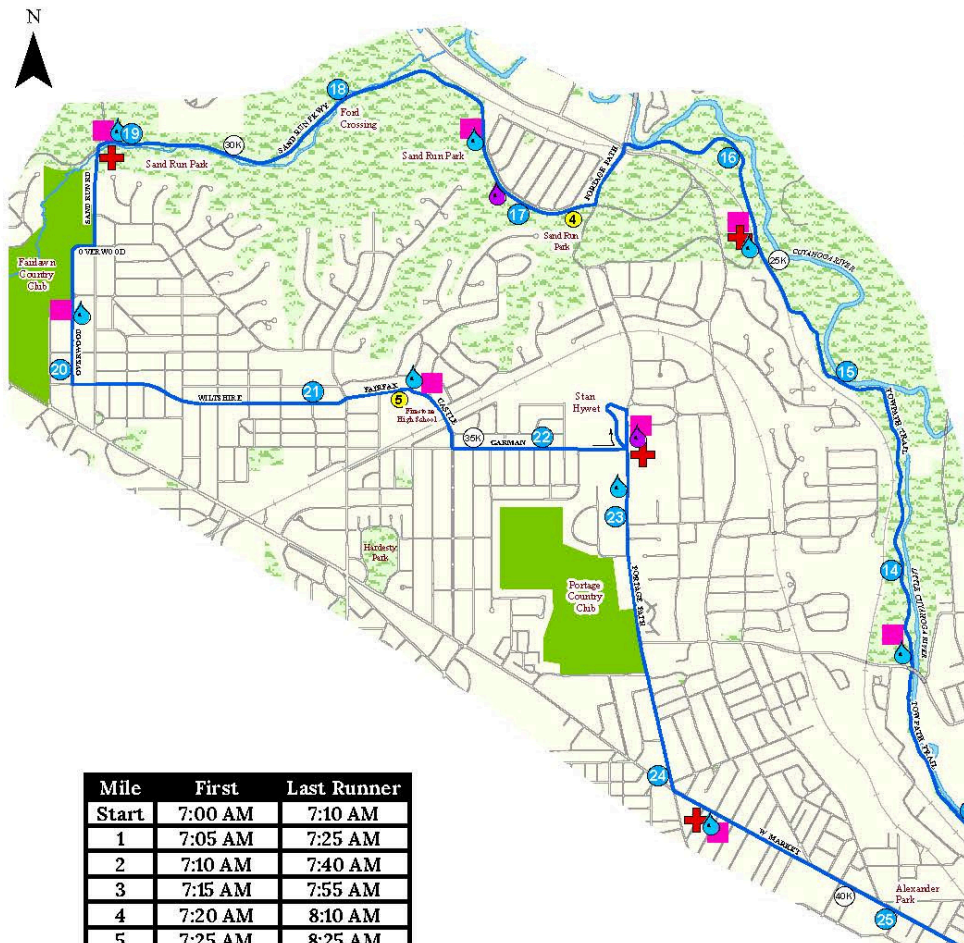 N
18
Ford
Crossing
SAND RUN PKWY
19
30K
Sand Run Park
Sand Run Park
PORTAGE PATH
16
17
4
Sand Run
Park
SAND RUN RD
OVERWOOD
Fairlawn
Country
Club
CUYAHOGA RIVER
25K
OVERWOOD
20
15
21
WILTSHIRE
FAIRFAX
5
Firestone
High School
CASTLE
Stan
Hywet
TOWPATH TRAIL
35K
22
GARMAN
23
Hardesty
Park
14
LITTLE CUYAHOGA RIVER
Portage
Country
Club
PORTAGE PATH
TOWPATH TRAIL
24
W MARKET
40K
Alexander
Park
25
Mile First Last Runner
Start 7:00 AM 7:10 AM
1 7:05 AM 7:25 AM
2 7:10 AM 7:40 AM
3 7:15 AM 7:55 AM
4 7:20 AM 8:10 AM
5 7:25 AM 8:25 AM